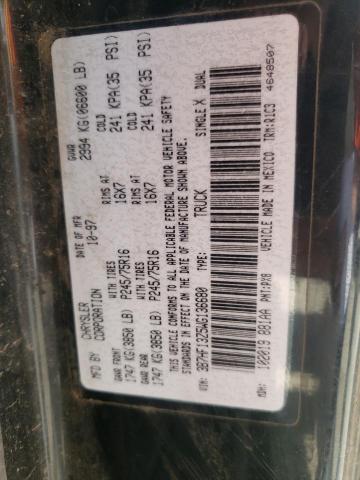 MFD BY CHRYSLER CORPORATION DATE OF MFR 10-97 GVWR 2994 KG(06600 LB)
GAWR FRONT WITH TIRES RIMS AT COLD
1747 KG(3850 LB) P245/75R16 16X7 241 KPA(35 PSI)
GAWR REAR WITH TIRES RIMS AT COLD
1747 KG(3850 LB) P245/75R16 16X7 241 KPA(35 PSI)
THIS VEHICLE CONFORMS TO ALL APPLICABLE FEDERAL MOTOR VEHICLE SAFETY
STANDARDS IN EFFECT ON THE DATE OF MANUFACTURE SHOWN ABOVE.
VIN: 3B7HF13Z5WG136680 TYPE: TRUCK SINGLE X DUAL
MDH: 102019 881AA PNT:PX8 VEHICLE MADE IN MEXICO TRM:A1C3
4648507